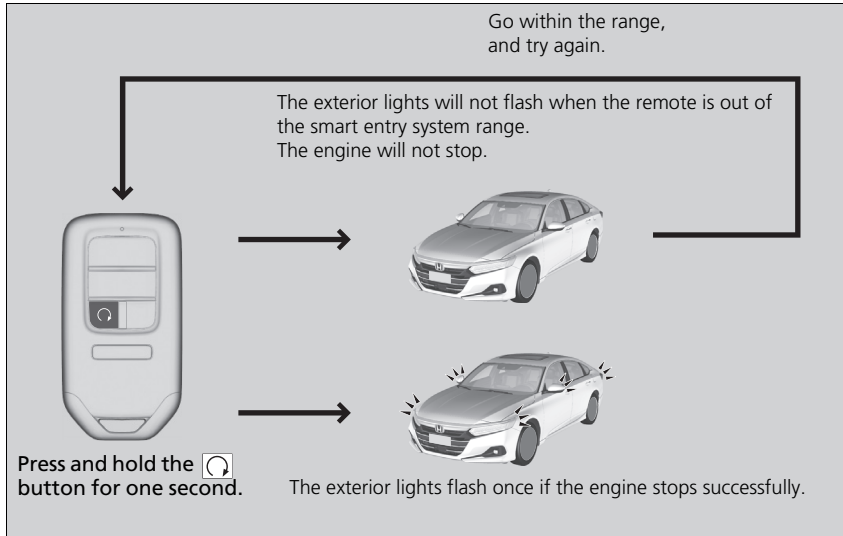 Go within the range,
and try again.
The exterior lights will not flash when the remote is out of
the smart entry system range.
The engine will not stop.
Press and hold the
button for one second.
The exterior lights flash once if the engine stops successfully.